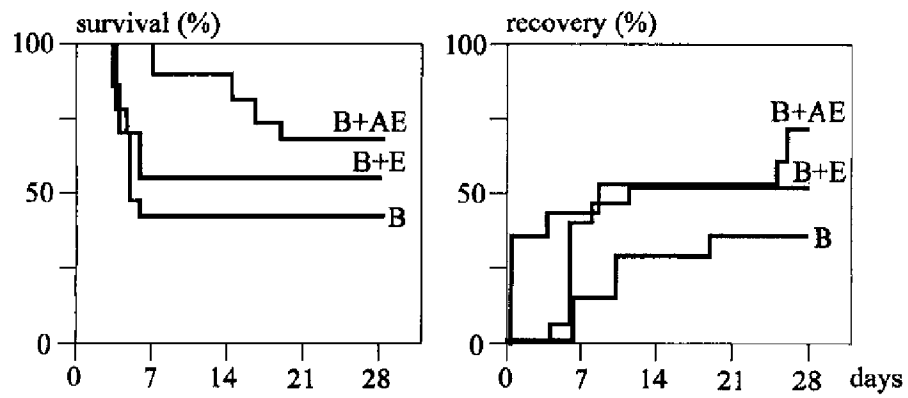 survival (%)
100
50
0
B+AE
B+E
B
0 7 14 21 28
recovery (%)
100
50
0
B+AE
B+E
B
0 7 14 21 28 days